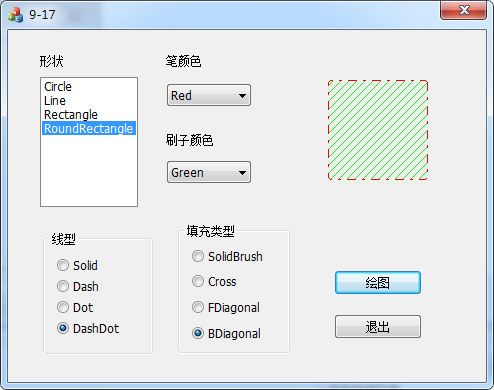 9-17
形状
Circle
Line
Rectangle
RoundRectangle
笔颜色
Red
刷子颜色
Green
线型
Solid
Dash
Dot
DashDot
填充类型
SolidBrush
Cross
FDiagonal
BDiagonal
绘图
退出